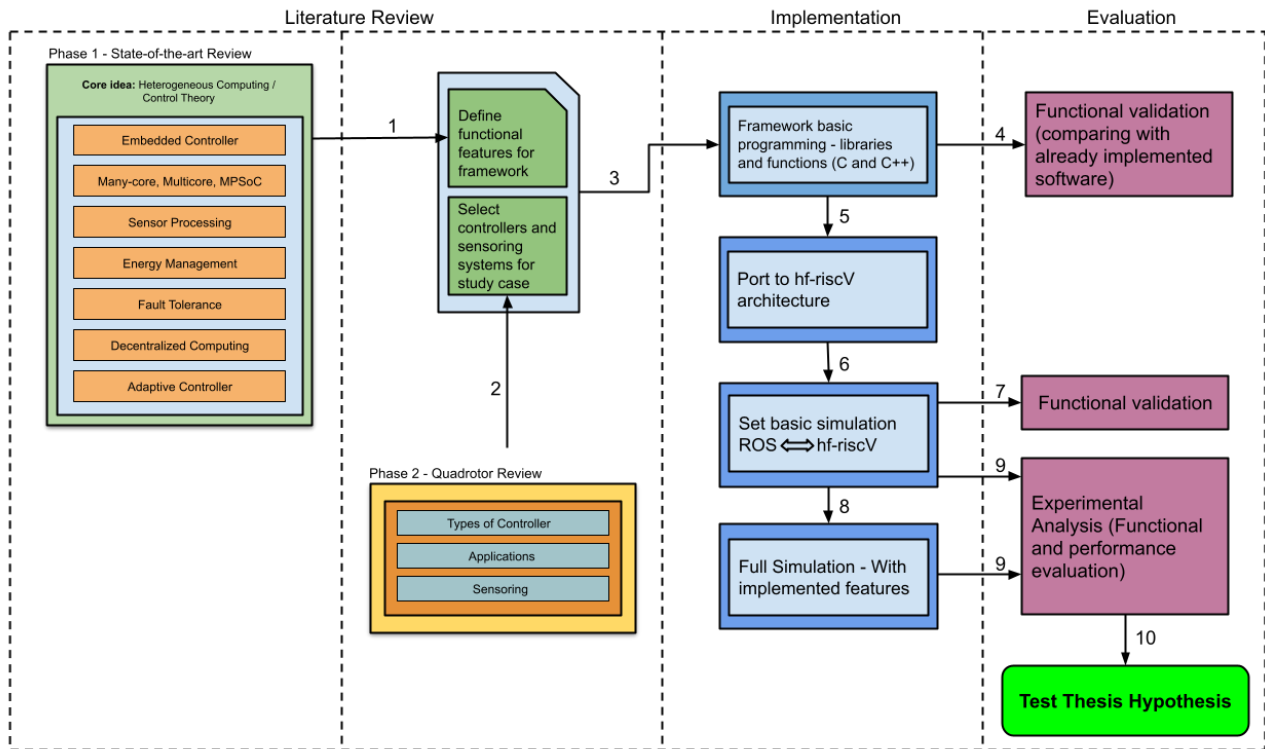 Literature Review
Implementation
Evaluation
Phase 1 - State-of-the-art Review
Core idea: Heterogeneous Computing /
Control Theory
Embedded Controller
Many-core, Multicore, MPSoC
Sensor Processing
Energy Management
Fault Tolerance
Decentralized Computing
Adaptive Controller
1
Define
functional
features for
framework
Select
controllers and
sensoring
systems for
study case
2
Phase 2 - Quadrotor Review
Types of Controller
Applications
Sensoring
3
Framework basic
programming - libraries
and functions (C and C++)
4
Functional validation
(comparing with
already implemented
software)
5
Port to hf-riscV
architecture
6
Set basic simulation
ROS ⟺ hf-riscV
7
Functional validation
8
9
Full Simulation - With
implemented features
9
Experimental
Analysis (Functional
and performance
evaluation)
10
Test Thesis Hypothesis